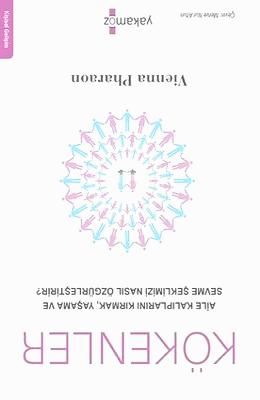 KÖKENLER
AİLE KALIPLARINI KIRMAK, YAŞAMA VE
SEVME ŞEKLİMİZİ NASIL ÖZGÜRLEŞTİRİR?
Vienna Pharaon
yakamoz
Çeviri: Merve Nur Altun
Kişisel Gelişim